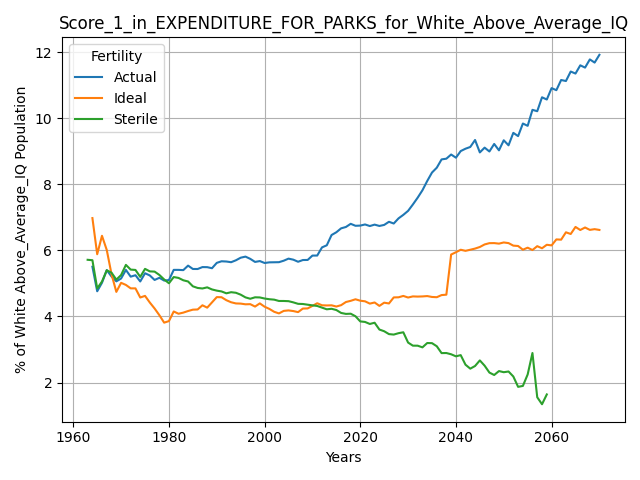 Score_1_in_EXPENDITURE_FOR_PARKS_for_White_Above_Average_IQ
Fertility
Actual
Ideal
Sterile
% of White Above_Average_IQ Population
12
10
8
6
4
2
1960
1980
2000
2020
2040
2060
Years